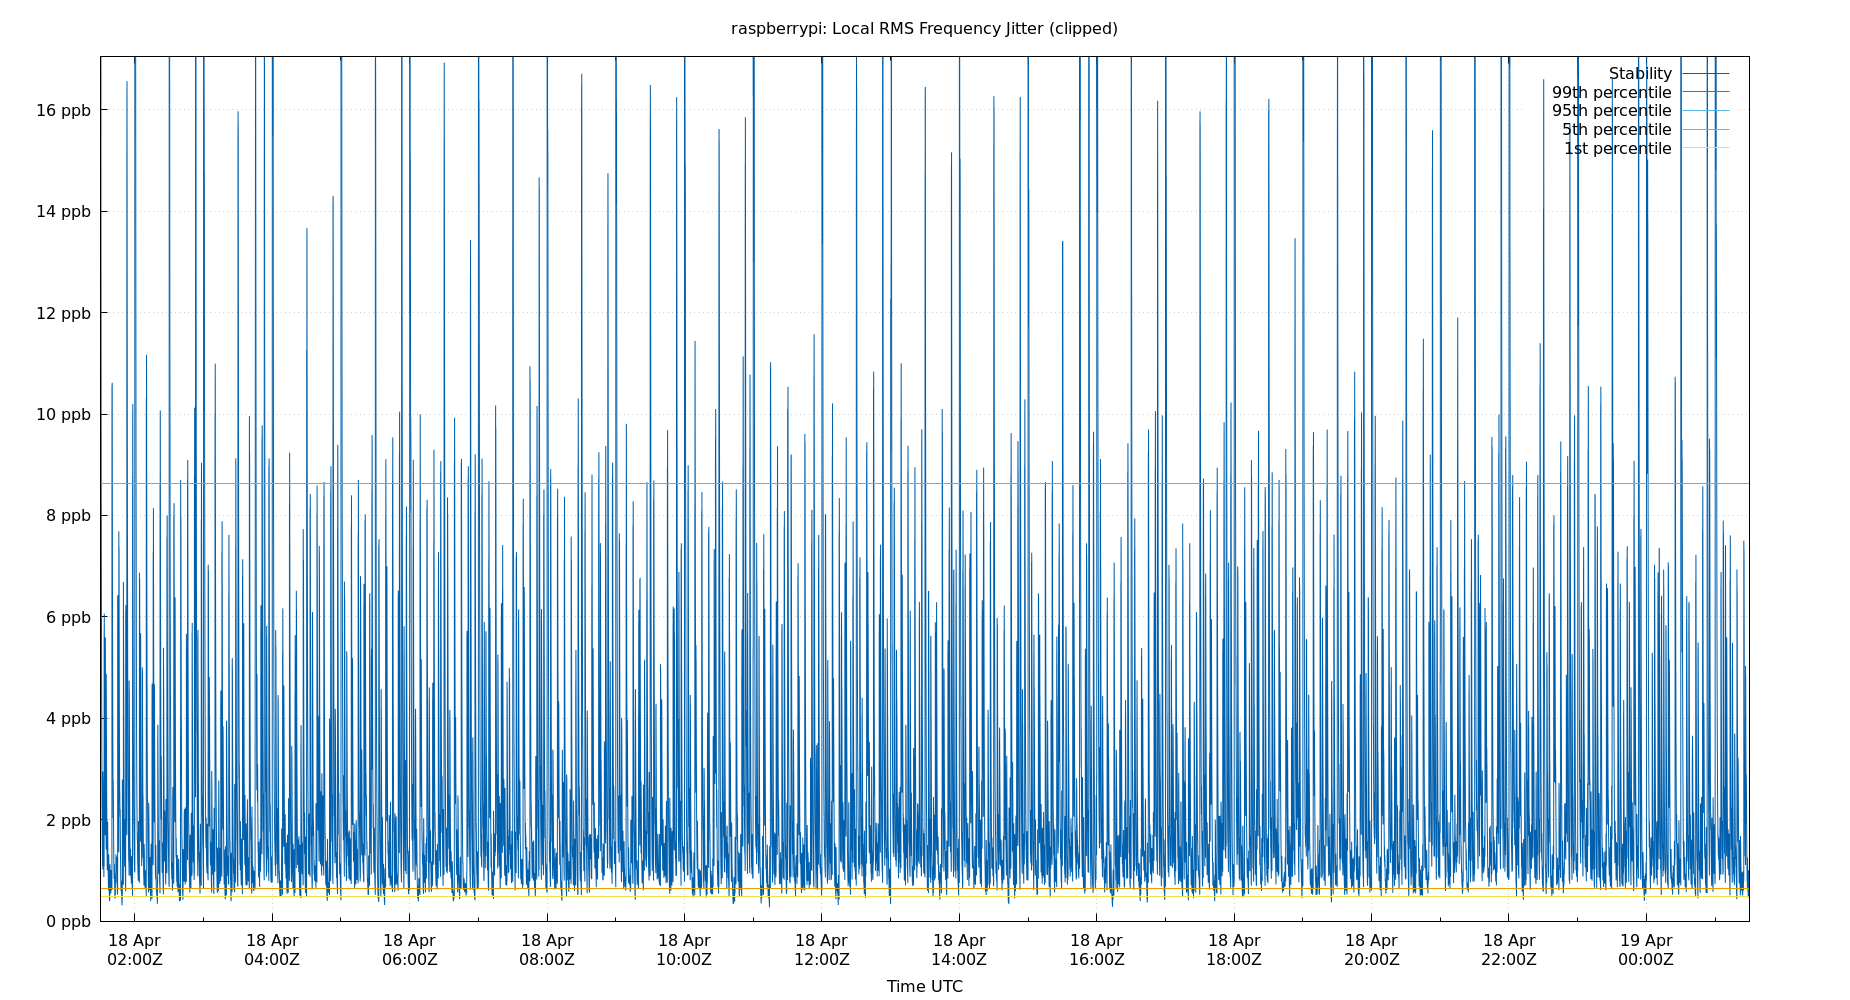 raspberrypi: Local RMS Frequency Jitter (clipped)
Stability
99th percentile
95th percentile
5th percentile
1st percentile
16 ppb
14 ppb
12 ppb
10 ppb
8 ppb
6 ppb
4 ppb
2 ppb
0 ppb
18 Apr 18 Apr 18 Apr 18 Apr 18 Apr 18 Apr 18 Apr 18 Apr 18 Apr 18 Apr 18 Apr 19 Apr
02:00Z 04:00Z 06:00Z 08:00Z 10:00Z 12:00Z 14:00Z 16:00Z 18:00Z 20:00Z 22:00Z 00:00Z
Time UTC